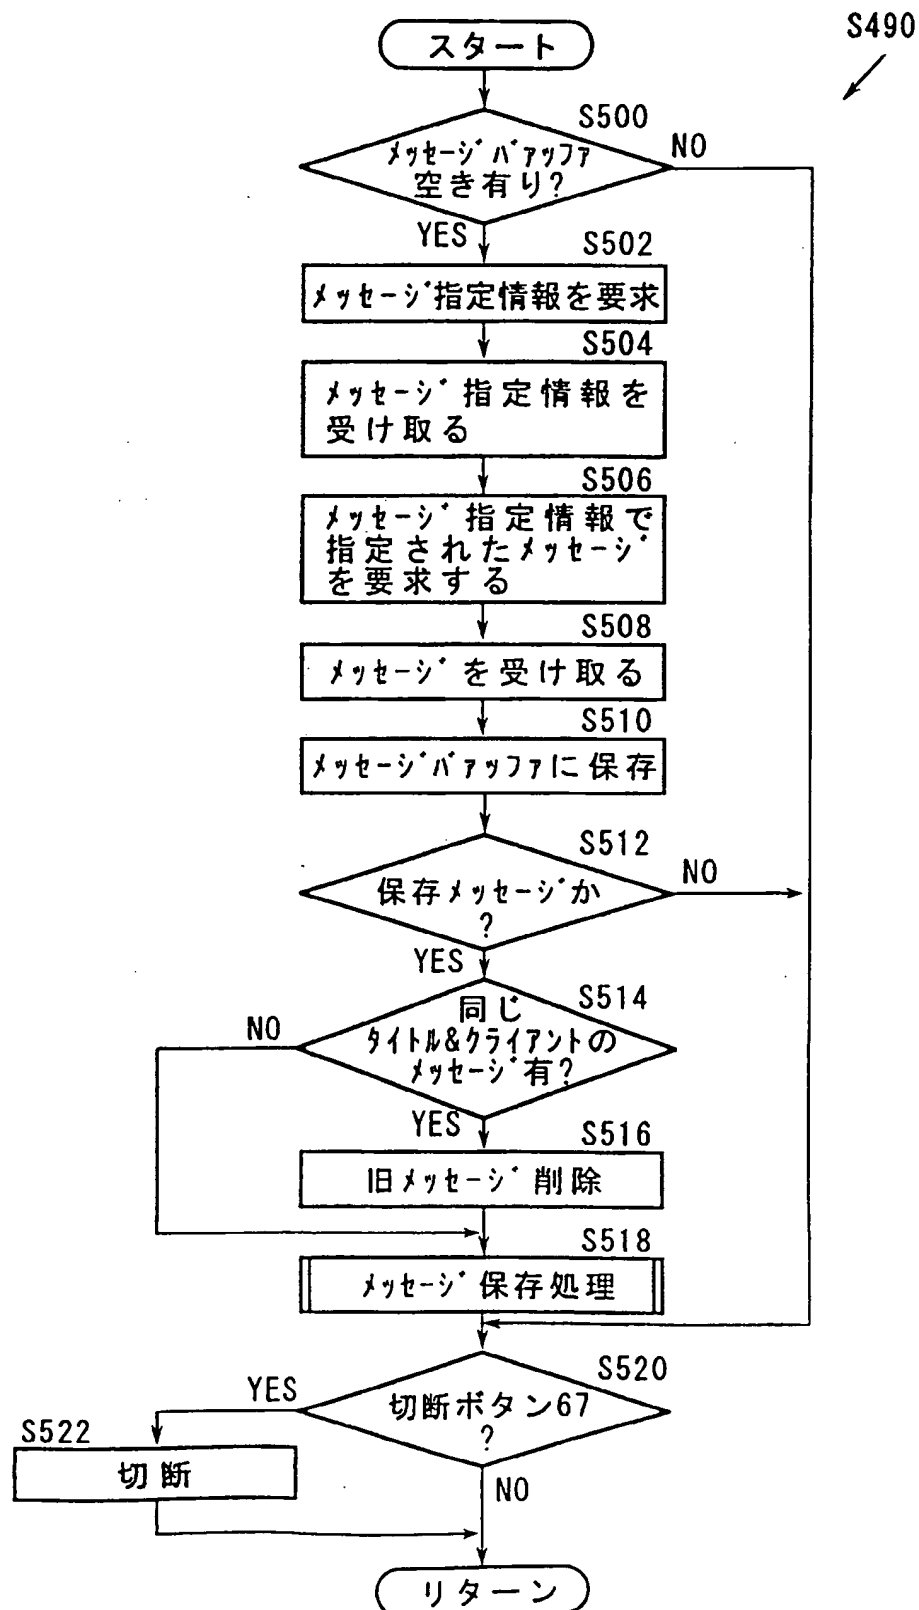 S490
スタート
S500
メッセージバァッファ
空き有り?
NO
YES
S502
メッセージ指定情報を要求
S504
メッセージ指定情報を
受け取る
S506
メッセージ指定情報で
指定されたメッセージ
を要求する
S508
メッセージを受け取る
S510
メッセージバァッファに保存
S512
保存メッセージか
?
NO
YES
S514
同じ
タイトル&クライアントの
メッセージ有?
NO
YES
S516
旧メッセージ削除
S518
メッセージ保存処理
S520
切断ボタン67
?
YES
S522
切断
NO
リターン